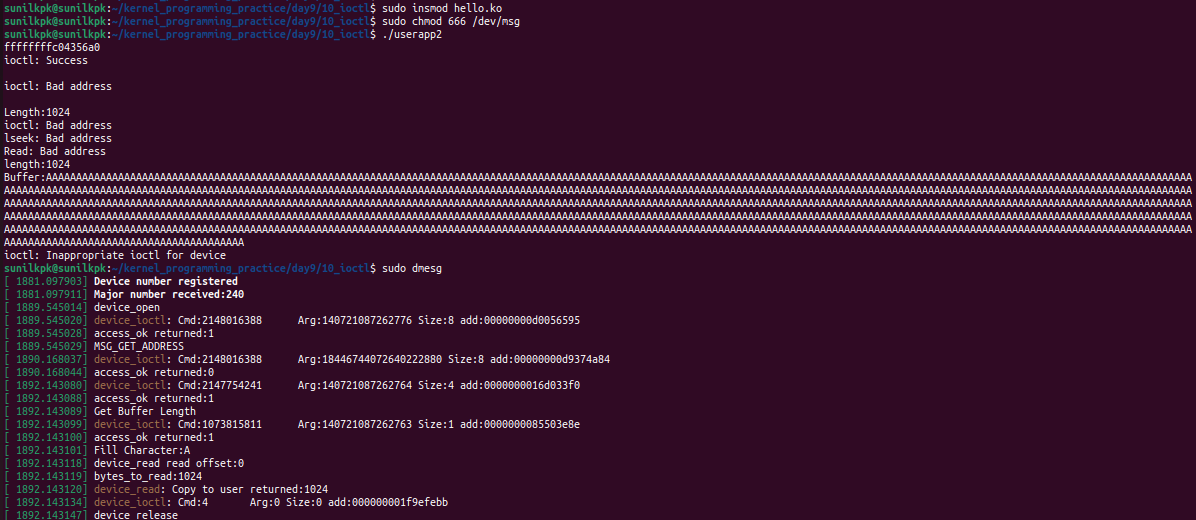 sunilkpk@sunilkpk:~/kernel_programming_practice/day9/10_ioctl$ sudo insmod hello.ko
sunilkpk@sunilkpk:~/kernel_programming_practice/day9/10_ioctl$ sudo chmod 666 /dev/msg
sunilkpk@sunilkpk:~/kernel_programming_practice/day9/10_ioctl$ ./userapp2
ffffffffc04356a0
ioctl: Success
ioctl: Bad address
Length:1024
ioctl: Bad address
lseek: Bad address
Read: Bad address
length:1024
Buffer:AAAAAAAAAAAAAAAAAAAAAAAAAAAAAAAAAAAAAAAAAAAAAAAAAAAAAAAAAAAAAAAAAAAAAAAAAAAAAAAAAAAAAAAAAAAAAAAAAAAAAAAAAAAAAAAAAAAAAAAAAAAAAAAAAAAAAAAAAAAAAAAAAAAAAAAAAAAAAAAAAAAAAAAAAAAAAAAAAAAAAAA
AAAAAAAAAAAAAAAAAAAAAAAAAAAAAAAAAAAAAAAAAAAAAAAAAAAAAAAAAAAAAAAAAAAAAAAAAAAAAAAAAAAAAAAAAAAAAAAAAAAAAAAAAAAAAAAAAAAAAAAAAAAAAAAAAAAAAAAAAAAAAAAAAAAAAAAAAAAAAAAAAAAAAAAAAAAAAAAAAAAAAAAAAAAAAA
AAAAAAAAAAAAAAAAAAAAAAAAAAAAAAAAAAAAAAAAAAAAAAAAAAAAAAAAAAAAAAAAAAAAAAAAAAAAAAAAAAAAAAAAAAAAAAAAAAAAAAAAAAAAAAAAAAAAAAAAAAAAAAAAAAAAAAAAAAAAAAAAAAAAAAAAAAAAAAAAAAAAAAAAAAAAAAAAAAAAAAAAAAAAAA
AAAAAAAAAAAAAAAAAAAAAAAAAAAAAAAAAAAAAAAAAAAAAAAAAAAAAAAAAAAAAAAAAAAAAAAAAAAAAAAAAAAAAAAAAAAAAAAAAAAAAAAAAAAAAAAAAAAAAAAAAAAAAAAAAAAAAAAAAAAAAAAAAAAAAAAAAAAAAAAAAAAAAAAAAAAAAAAAAAAAAAAAAAAAAA
AAAAAAAAAAAAAAAAAAAAAAAAAAAAAAAAAAAAAAAAAAAAAAAAAAAAAAAAAAAAAAAAAAAAAAAAAAAAAAAAAAAAAAAAAAAAAAAAAAAAAAAAAAAAAAAAAAAAAAAAAAAAAAAAAAAAAAAAAAAAAAAAAAAAAAAAAAAAAAAAAAAAAAAAAAAAAAAAAAAAAAAAAAAAAA
AAAAAAAAAAAAAAAAAAAAAAAAAAAAAAAAAAAAAAAA
ioctl: Inappropriate ioctl for device
sunilkpk@sunilkpk:~/kernel_programming_practice/day9/10_ioctl$ sudo dmesg
[ 1881.097903] Device number registered
[ 1881.097911] Major number received:240
[ 1889.545014] device_open
[ 1889.545020] device_ioctl: Cmd:2148016388 Arg:140721087262776 Size:8 add:00000000d0056595
[ 1889.545028] access_ok returned:1
[ 1889.545029] MSG_GET_ADDRESS
[ 1890.168037] device_ioctl: Cmd:2148016388 Arg:18446744072640222880 Size:8 add:00000000d9374a84
[ 1890.168044] access_ok returned:0
[ 1892.143080] device_ioctl: Cmd:2147754241 Arg:140721087262764 Size:4 add:0000000016d033f0
[ 1892.143088] access_ok returned:1
[ 1892.143089] Get Buffer Length
[ 1892.143099] device_ioctl: Cmd:1073815811 Arg:140721087262763 Size:1 add:0000000085503e8e
[ 1892.143100] access_ok returned:1
[ 1892.143101] Fill Character:A
[ 1892.143118] device_read read offset:0
[ 1892.143119] bytes_to_read:1024
[ 1892.143120] device_read: Copy to user returned:1024
[ 1892.143134] device_ioctl: Cmd:4 Arg:0 Size:0 add:000000001f9efebb
[ 1892.143147] device release